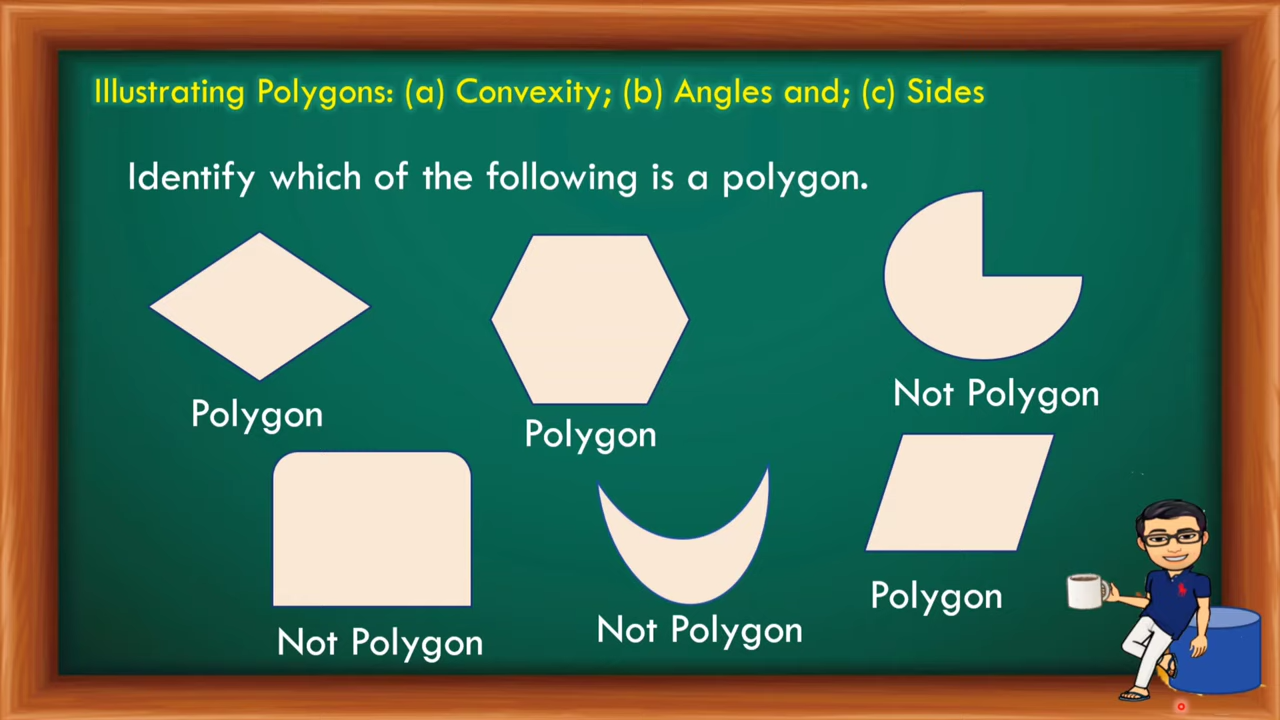 Illustrating Polygons: (a) Convexity; (b) Angles and; (c) Sides
Identify which of the following is a polygon.
Polygon
Polygon
Not Polygon
Not Polygon
Not Polygon
Polygon